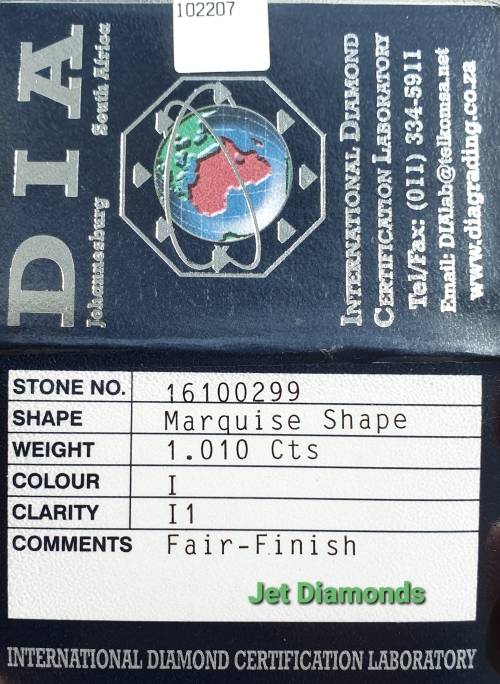 102207
DIA
Johannesburg South Africa
INTERNATIONAL DIAMOND
CERTIFICATION LABORATORY
Tel/Fax: (011) 334-5911
Email: DIAlab@telkomsa.net
www.diagrading.co.za
STONE NO. 16100299
SHAPE Marquise Shape
WEIGHT 1.010 Cts
COLOUR I
CLARITY I1
COMMENTS Fair-Finish
Jet Diamonds
INTERNATIONAL DIAMOND CERTIFICATION LABORATORY